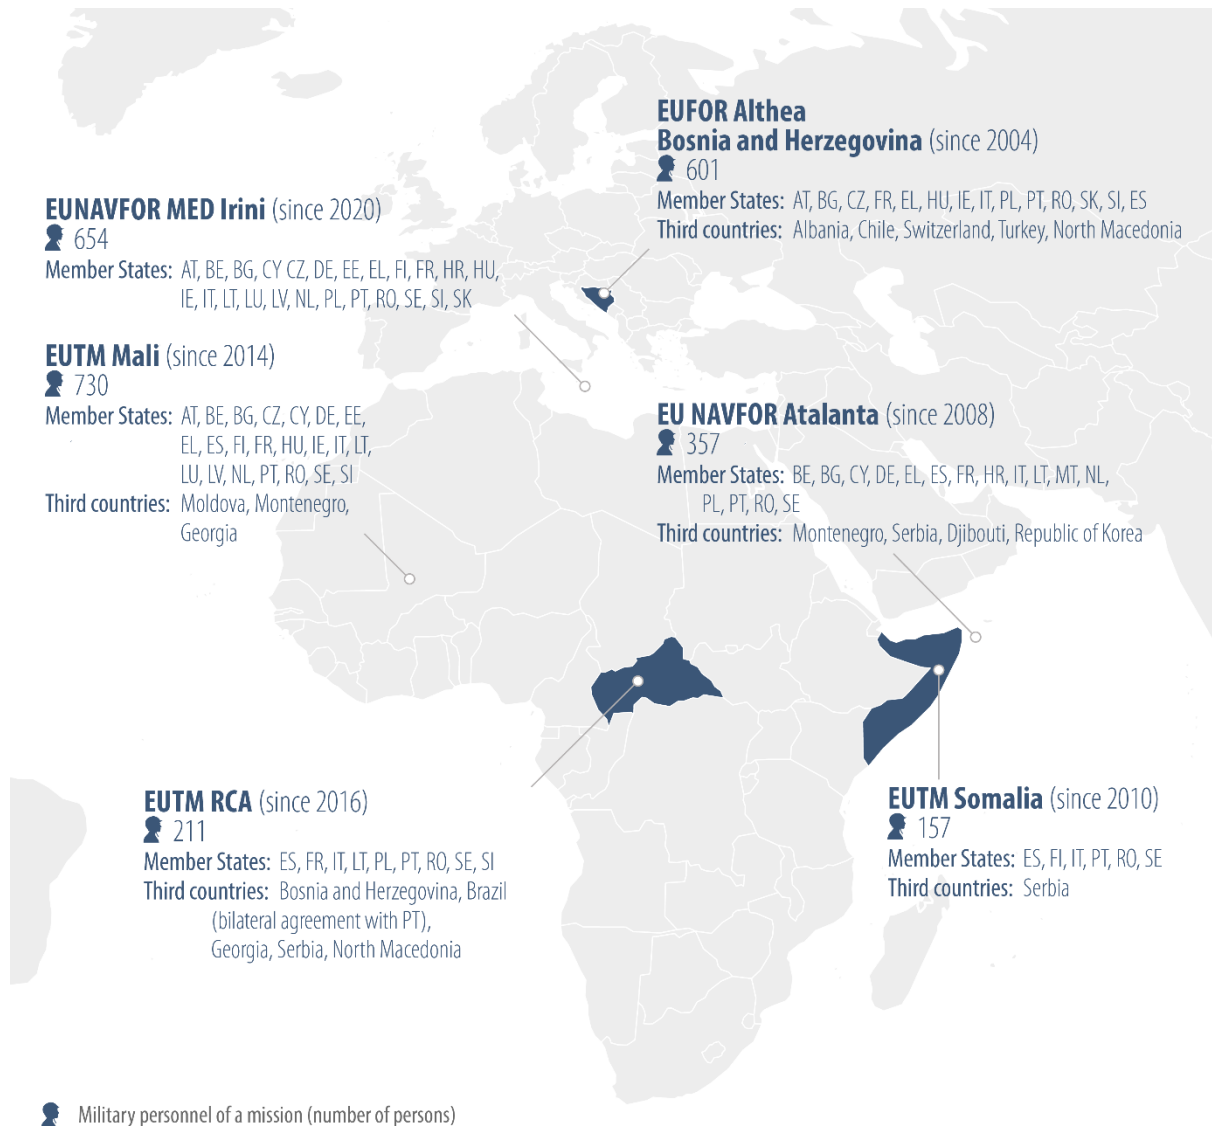 EUFOR Althea
Bosnia and Herzegovina (since 2004)
601
Member States: AT, BG, CZ, FR, EL, HU, IE, IT, PL, PT, RO, SK, SI, ES
Third countries: Albania, Chile, Switzerland, Turkey, North Macedonia
EUNAVFOR MED Irini (since 2020)
654
Member States: AT, BE, BG, CY CZ, DE, EE, EL, FI, FR, HR, HU,
IE, IT, LT, LU, LV, NL, PL, PT, RO, SE, SI, SK
EUTM Mali (since 2014)
730
Member States: AT, BE, BG, CZ, CY, DE, EE,
EL, ES, FI, FR, HU, IE, IT, LT,
LU, LV, NL, PT, RO, SE, SI
Third countries: Moldova, Montenegro,
Georgia
EU NAVFOR Atalanta (since 2008)
357
Member States: BE, BG, CY, DE, EL, ES, FR, HR, IT, LT, MT, NL,
PL, PT, RO, SE
Third countries: Montenegro, Serbia, Djibouti, Republic of Korea
EUTM RCA (since 2016)
211
Member States: ES, FR, IT, LT, PL, PT, RO, SE, SI
Third countries: Bosnia and Herzegovina, Brazil
(bilateral agreement with PT),
Georgia, Serbia, North Macedonia
EUTM Somalia (since 2010)
157
Member States: ES, FI, IT, PT, RO, SE
Third countries: Serbia
Military personnel of a mission (number of persons)